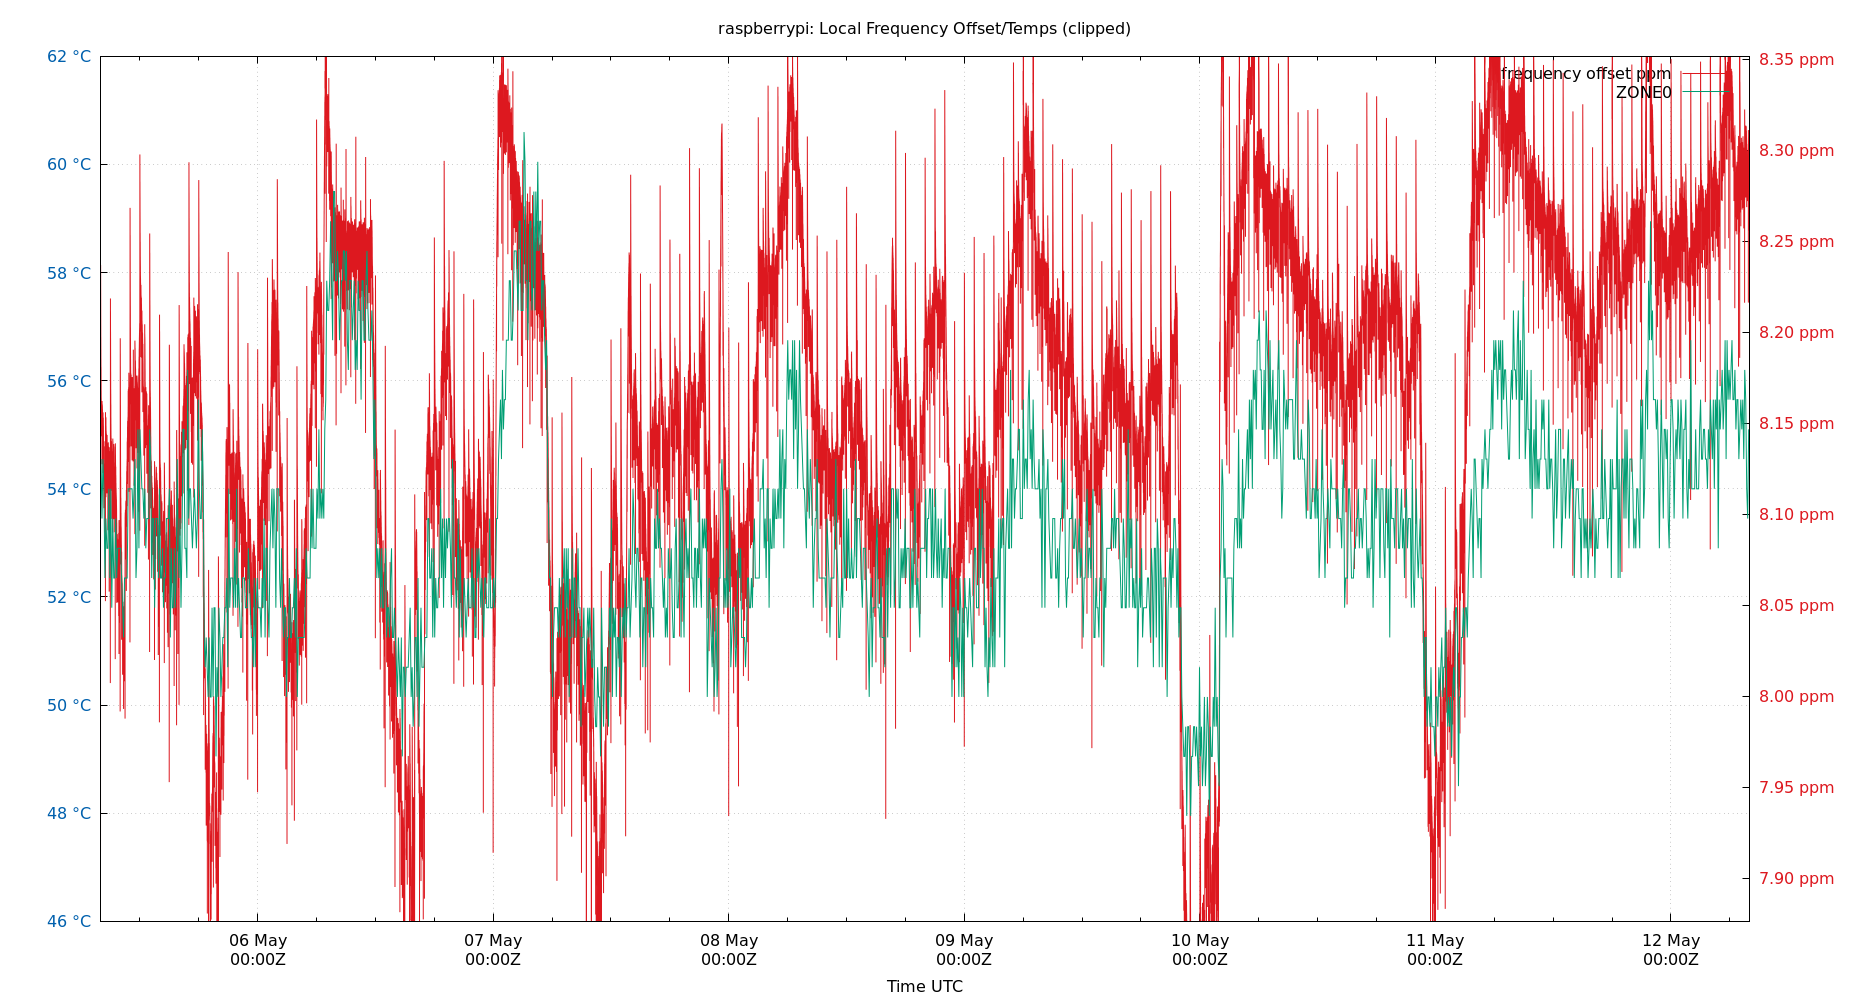 raspberrypi: Local Frequency Offset/Temps (clipped)
62 °C
60 °C
58 °C
56 °C
54 °C
52 °C
50 °C
48 °C
46 °C
8.35 ppm
8.30 ppm
8.25 ppm
8.20 ppm
8.15 ppm
8.10 ppm
8.05 ppm
8.00 ppm
7.95 ppm
7.90 ppm
frequency offset ppm
ZONE0
06 May
00:00Z
07 May
00:00Z
08 May
00:00Z
09 May
00:00Z
10 May
00:00Z
11 May
00:00Z
12 May
00:00Z
Time UTC